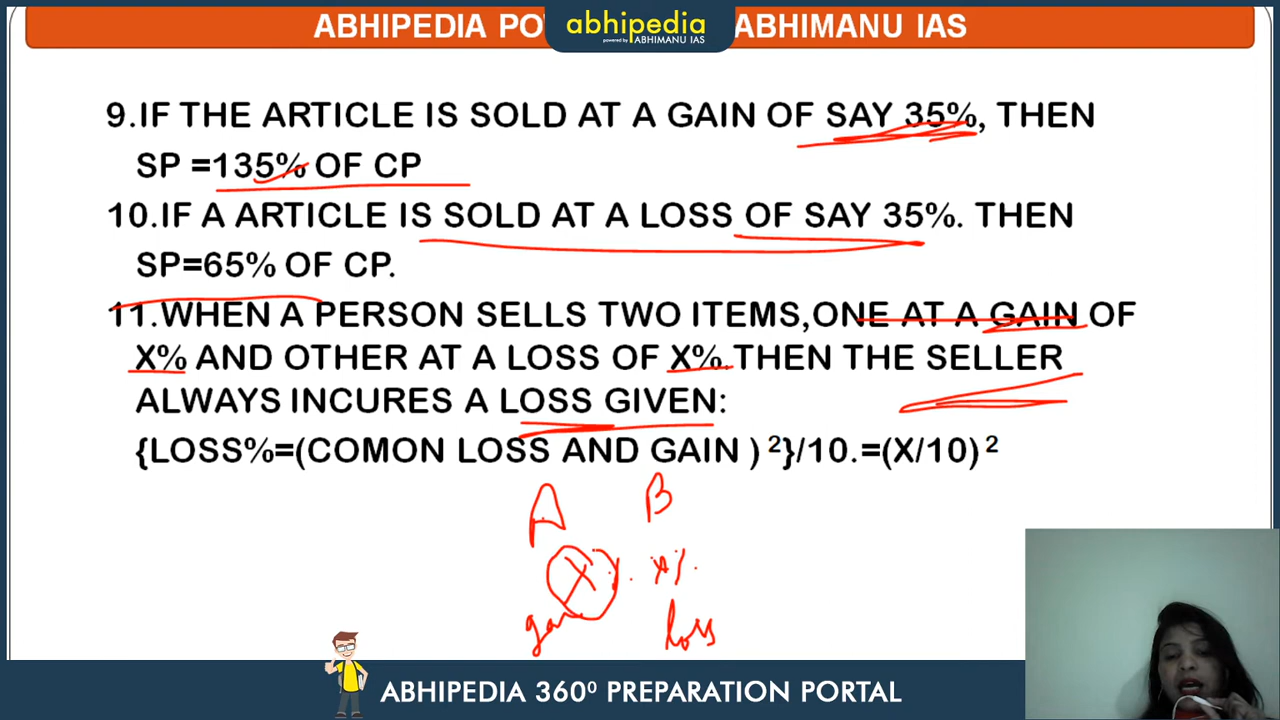 ABHIPEDIA PO
abhipedia
powered by ABHIMANU IAS
ABHIMANU IAS
9.IF THE ARTICLE IS SOLD AT A GAIN OF SAY 35%, THEN
SP =135% OF CP
10.IF A ARTICLE IS SOLD AT A LOSS OF SAY 35%. THEN
SP=65% OF CP.
11.WHEN A PERSON SELLS TWO ITEMS,ONE AT A GAIN OF
X% AND OTHER AT A LOSS OF X%.THEN THE SELLER
ALWAYS INCURES A LOSS GIVEN:
{LOSS%=(COMON LOSS AND GAIN ) ²}/10.=(X/10) ²
A B
X% x%
gain loss
ABHIPEDIA 360⁰ PREPARATION PORTAL